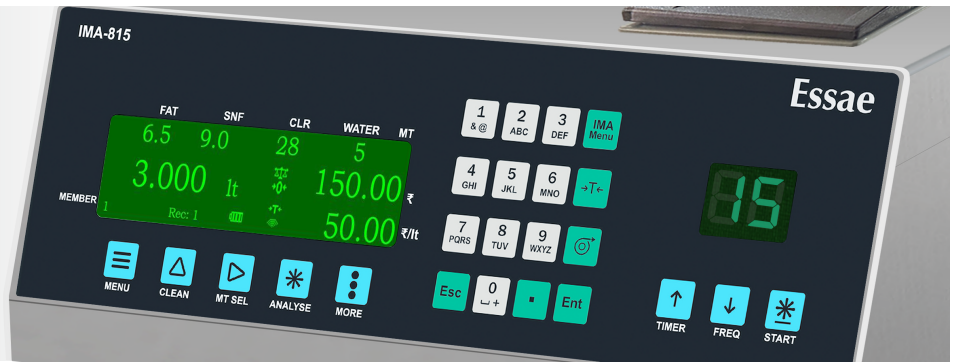 IMA-815
Essae
FAT SNF CLR WATER MT
6.5 9.0 28 5
3.000 lt 150.00 ₹
→0←
MEMBER 1 Rec: 1 →T← 50.00 ₹/lt
MENU CLEAN MT SEL ANALYSE MORE
1 2 3 IMA
& @ ABC DEF Menu
4 5 6 →T←
GHI JKL MNO
7 8 9
PQRS TUV WXYZ
Esc 0 . Ent
␣ +
15
TIMER FREQ START